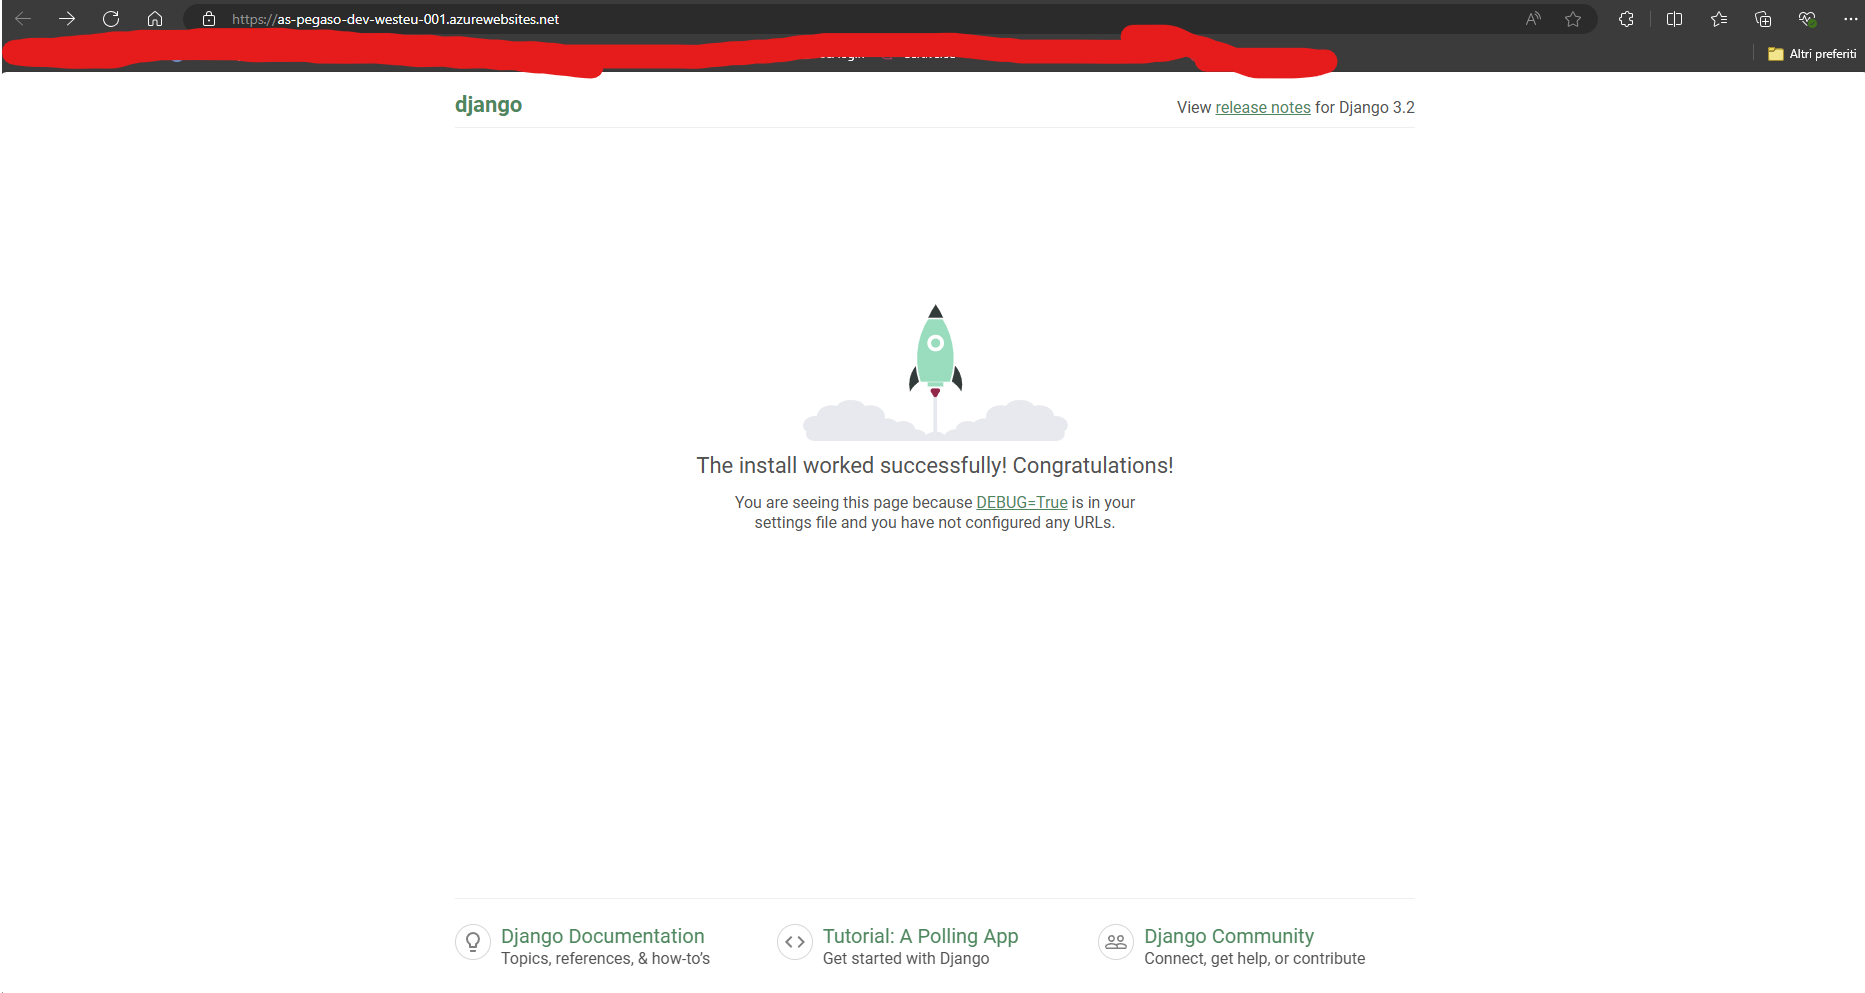 https://as-pegaso-dev-westeu-001.azurewebsites.net
Altri preferiti
django
View release notes for Django 3.2
The install worked successfully! Congratulations!
You are seeing this page because DEBUG=True is in your
settings file and you have not configured any URLs.
Django Documentation
Topics, references, & how-to's
Tutorial: A Polling App
Get started with Django
Django Community
Connect, get help, or contribute